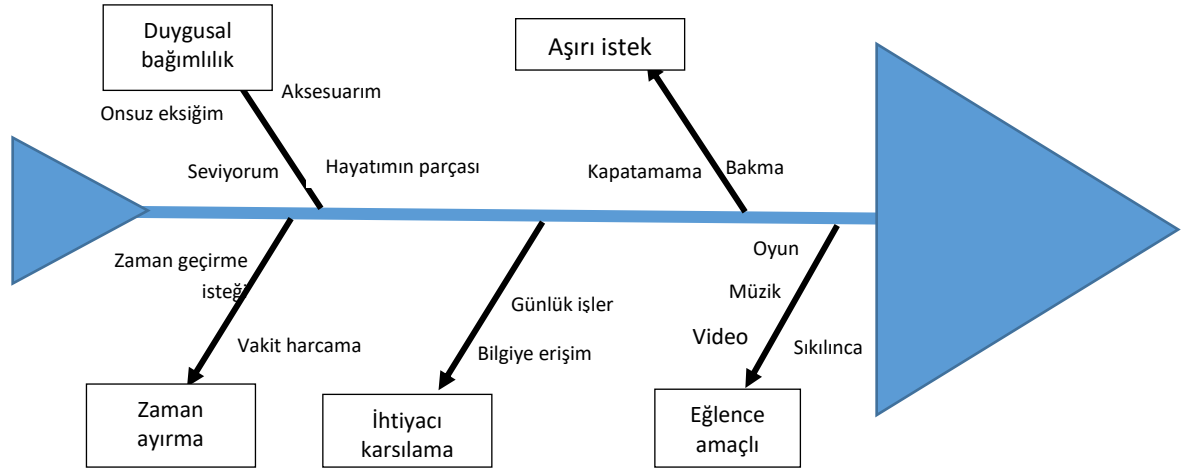 Duygusal
bağımlılık
Aşırı istek
Aksesuarım
Onsuz eksiğim
Seviyorum
Hayatımın parçası
Kapatamama
Bakma
Zaman geçirme
isteği
Vakit harcama
Günlük işler
Bilgiye erişim
Oyun
Müzik
Video
Sıkılınca
Zaman
ayırma
İhtiyacı
karsılama
Eğlence
amaçlı